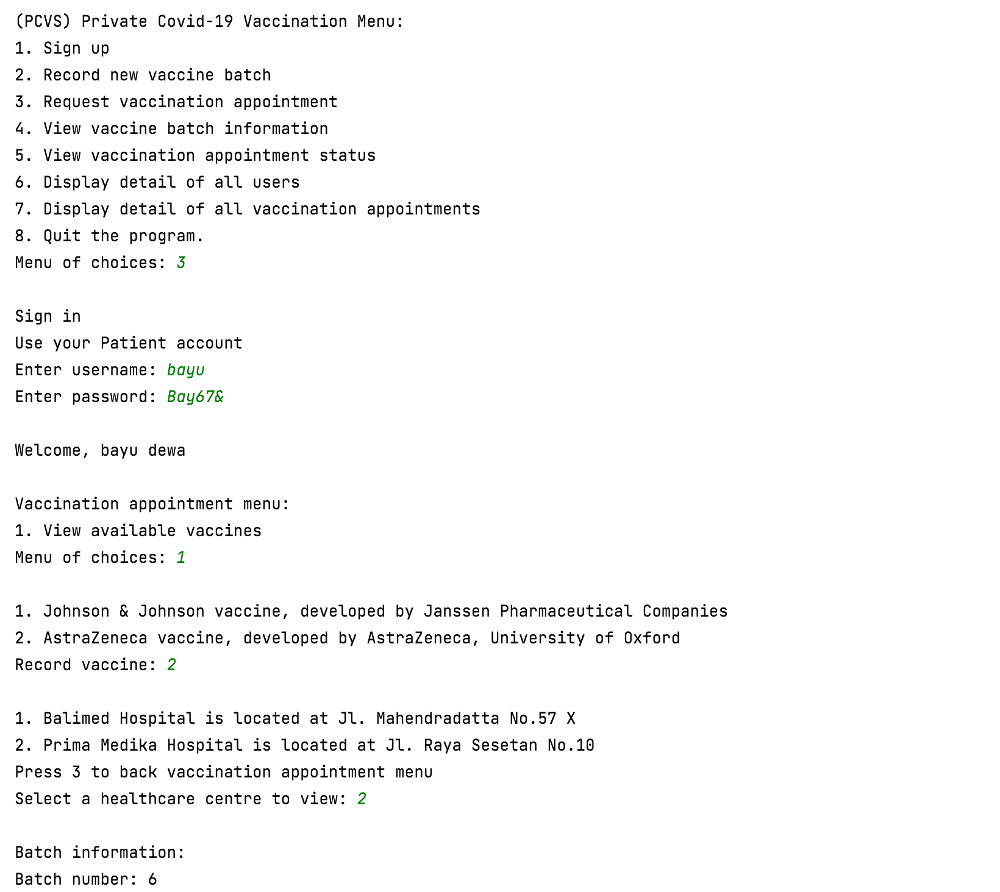 (PCVS) Private Covid-19 Vaccination Menu:
1. Sign up
2. Record new vaccine batch
3. Request vaccination appointment
4. View vaccine batch information
5. View vaccination appointment status
6. Display detail of all users
7. Display detail of all vaccination appointments
8. Quit the program.
Menu of choices: 3
Sign in
Use your Patient account
Enter username: bayu
Enter password: Bay67&
Welcome, bayu dewa
Vaccination appointment menu:
1. View available vaccines
Menu of choices: 1
1. Johnson & Johnson vaccine, developed by Janssen Pharmaceutical Companies
2. AstraZeneca vaccine, developed by AstraZeneca, University of Oxford
Record vaccine: 2
1. Balimed Hospital is located at Jl. Mahendradatta No.57 X
2. Prima Medika Hospital is located at Jl. Raya Sesetan No.10
Press 3 to back vaccination appointment menu
Select a healthcare centre to view: 2
Batch information:
Batch number: 6